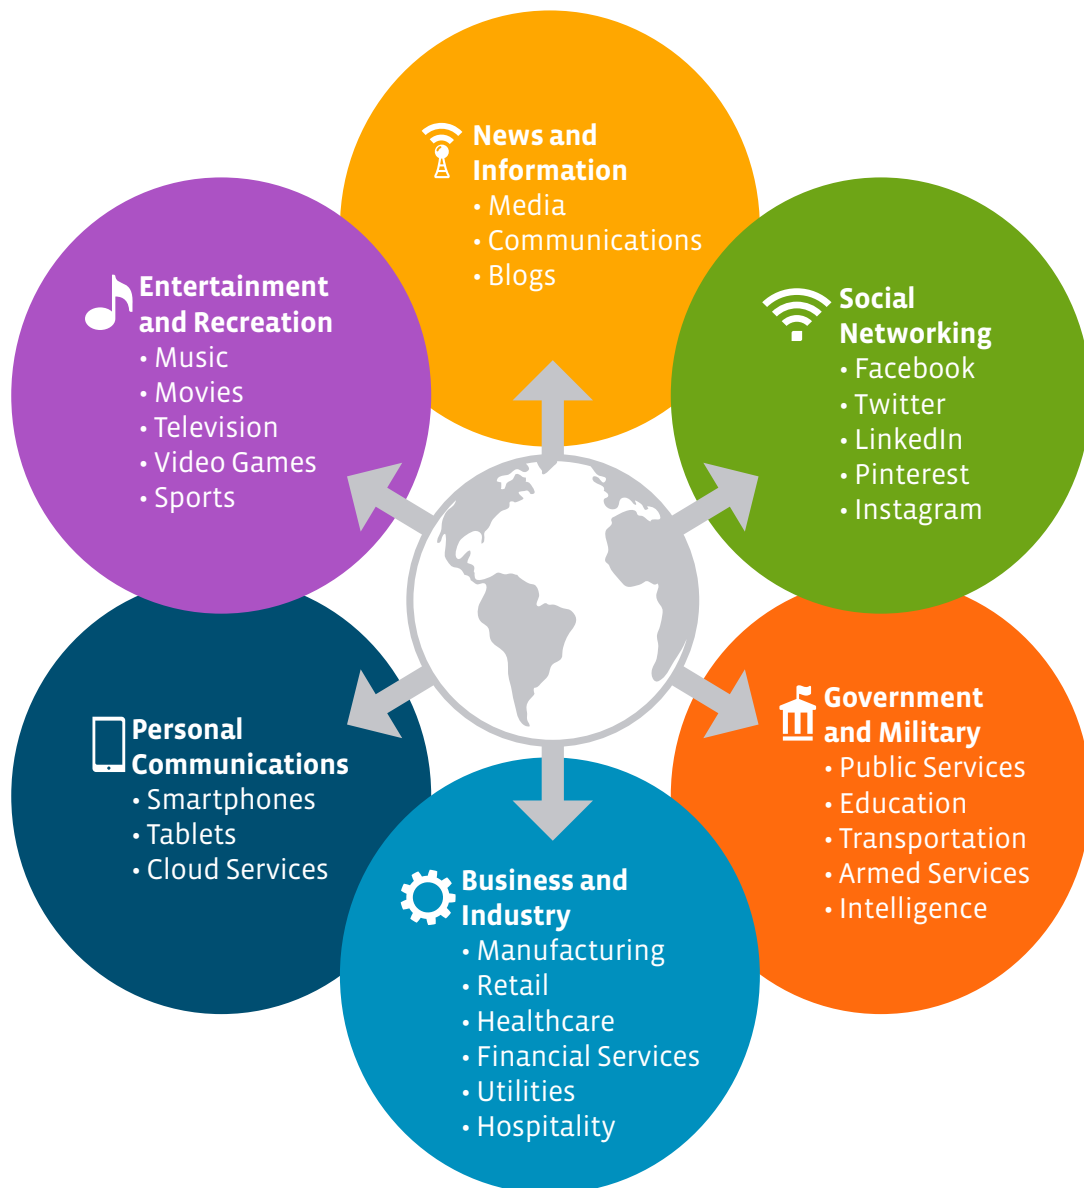 News and
Information
• Media
• Communications
• Blogs
Entertainment
and Recreation
• Music
• Movies
• Television
• Video Games
• Sports
Social
Networking
• Facebook
• Twitter
• LinkedIn
• Pinterest
• Instagram
Personal
Communications
• Smartphones
• Tablets
• Cloud Services
Government
and Military
• Public Services
• Education
• Transportation
• Armed Services
• Intelligence
Business and
Industry
• Manufacturing
• Retail
• Healthcare
• Financial Services
• Utilities
• Hospitality